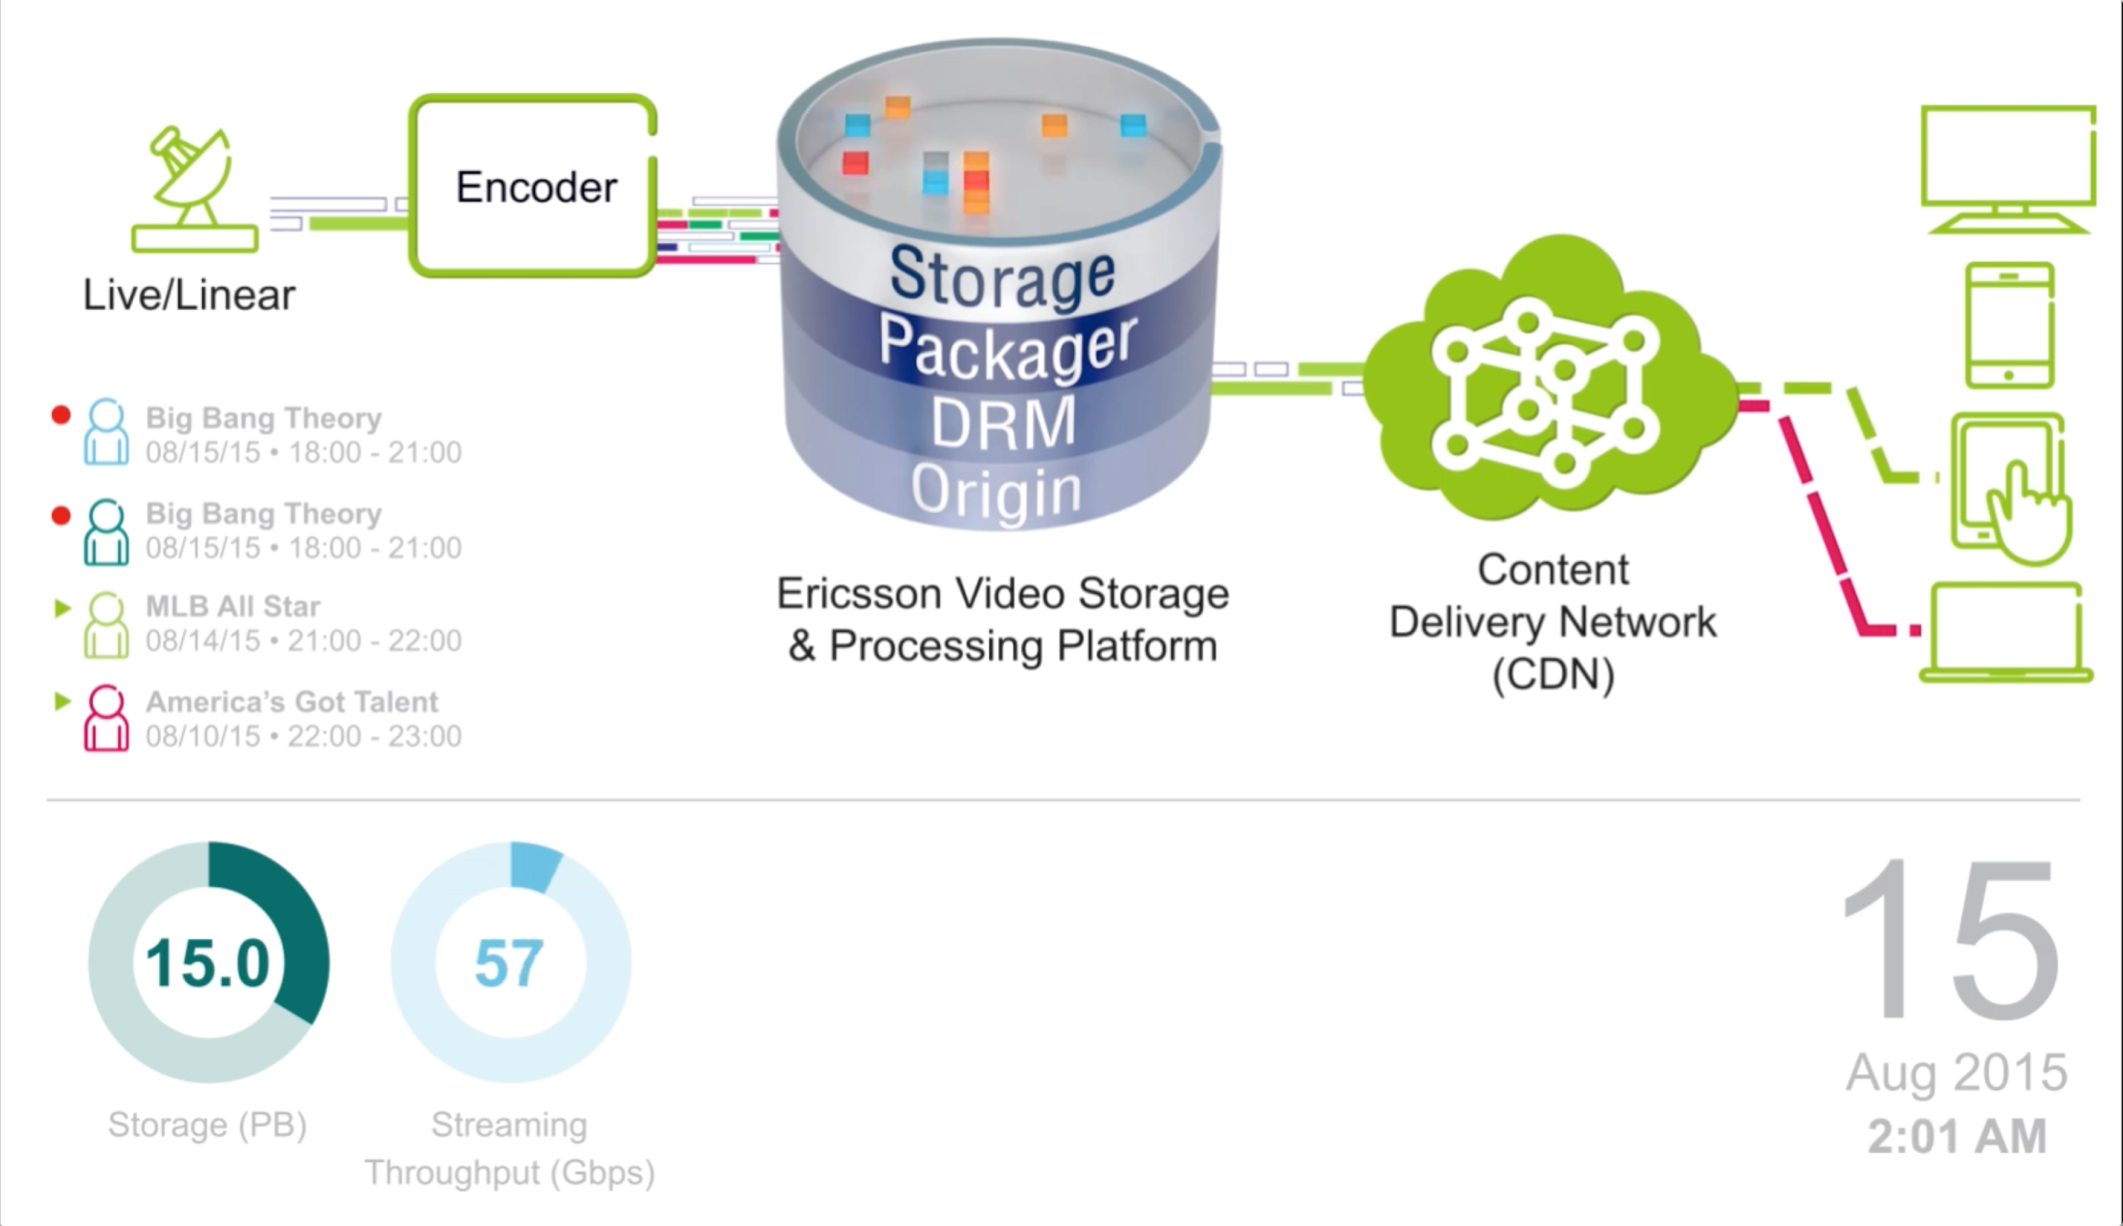 Live/Linear
Encoder
Storage
Packager
DRM
Origin
Ericsson Video Storage
& Processing Platform
Content
Delivery Network
(CDN)
Big Bang Theory
08/15/15 • 18:00 - 21:00
Big Bang Theory
08/15/15 • 18:00 - 21:00
MLB All Star
08/14/15 • 21:00 - 22:00
America's Got Talent
08/10/15 • 22:00 - 23:00
15.0
Storage (PB)
57
Streaming
Throughput (Gbps)
15
Aug 2015
2:01 AM